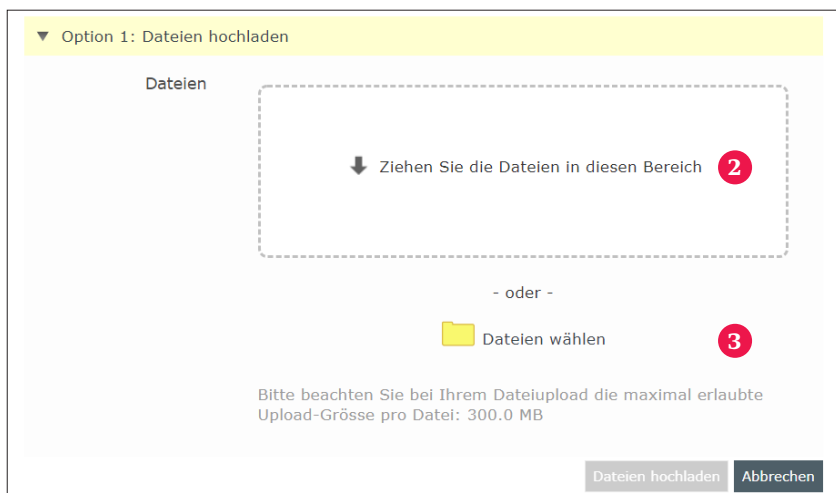 Option 1: Dateien hochladen
Dateien
Ziehen Sie die Dateien in diesen Bereich 2
- oder -
Dateien wählen 3
Bitte beachten Sie bei Ihrem Dateiupload die maximal erlaubte
Upload-Grösse pro Datei: 300.0 MB
Dateien hochladen Abbrechen